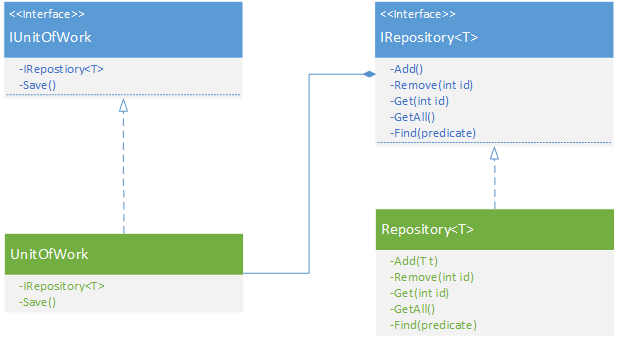 <<Interface>>
IUnitOfWork
-IRepostiory<T>
-Save()
<<Interface>>
IRepository<T>
-Add()
-Remove(int id)
-Get(int id)
-GetAll()
-Find(predicate)
UnitOfWork
-IRepository<T>
-Save()
Repository<T>
-Add(T t)
-Remove(int id)
-Get(int id)
-GetAll()
-Find(predicate)